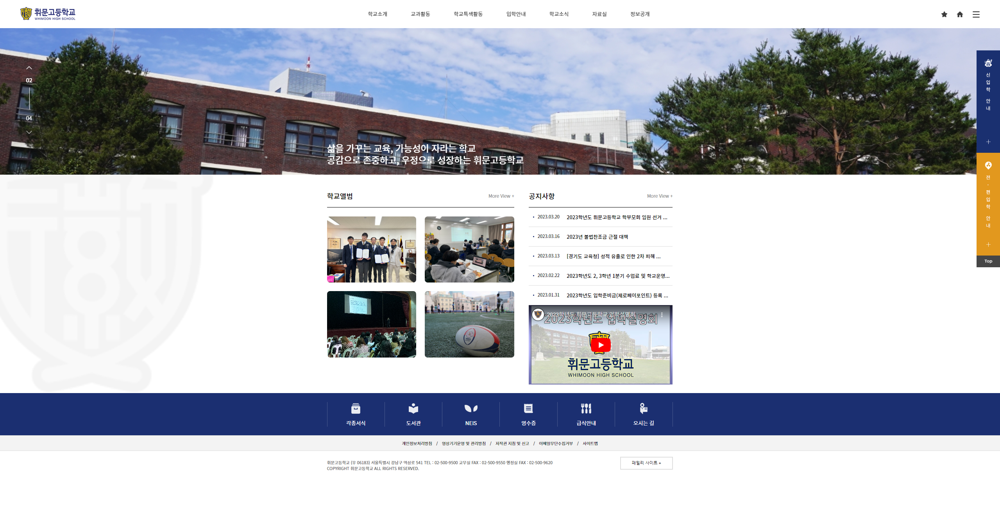 휘문고등학교
WHIMOON HIGH SCHOOL
학교소개
교과활동
학교특색활동
입학안내
학교소식
자료실
정보공개
02
04
삶을 가꾸는 교육, 가능성이 자라는 학교
공감으로 존중하고, 우정으로 성장하는 휘문고등학교
신입학 안내
+
전·편입학 안내
+
Top
학교앨범
More View +
공지사항
More View +
2023.03.20 2023학년도 휘문고등학교 학부모회 임원 선거 ...
2023.03.16 2023년 불법찬조금 근절 대책
2023.03.13 [경기도 교육청] 성적 유출로 인한 2차 피해 ...
2023.02.22 2023학년도 2, 3학년 1분기 수업료 및 학교운영...
2023.01.31 2023학년도 입학준비금(제로페이포인트) 등록 ...
2023학년도 휘문고등학교 입학설명회
2023학년도 입학설명회
휘문고등학교
WHIMOON HIGH SCHOOL
각종서식
도서관
NEIS
영수증
급식안내
오시는 길
개인정보처리방침 / 영상기기운영 및 관리방침 / 저작권 지침 및 신고 / 이메일무단수집거부 / 사이트맵
휘문고등학교 (우 06183) 서울특별시 강남구 역삼로 541 TEL : 02-500-9500 교무실 FAX : 02-500-9550 행정실 FAX : 02-500-9620
COPYRIGHT 휘문고등학교 ALL RIGHTS RESERVED.
패밀리 사이트 +